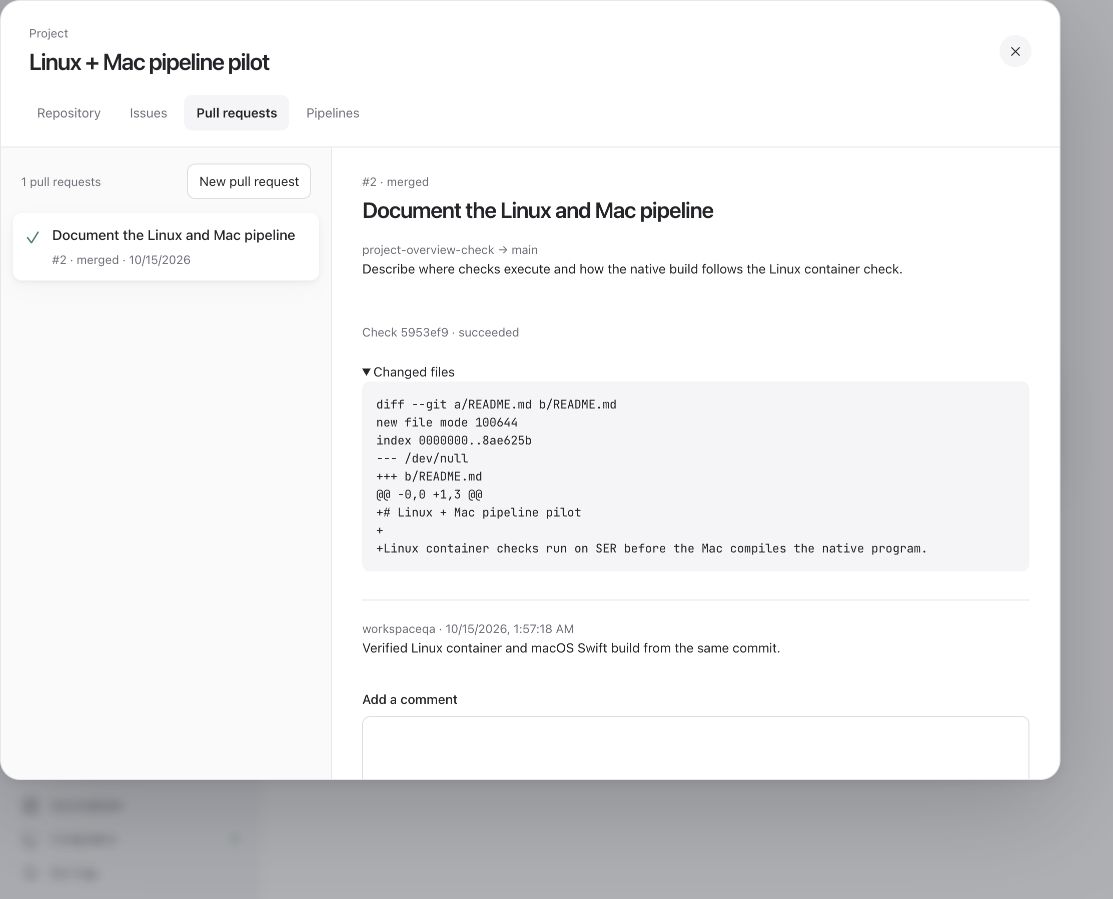 Project
Linux + Mac pipeline pilot
Repository Issues Pull requests Pipelines
1 pull requests
New pull request
Document the Linux and Mac pipeline
#2 · merged · 10/15/2026
#2 · merged
Document the Linux and Mac pipeline
project-overview-check → main
Describe where checks execute and how the native build follows the Linux container check.
Check 5953ef9 · succeeded
▼ Changed files
diff --git a/README.md b/README.md
new file mode 100644
index 0000000..8ae625b
--- /dev/null
+++ b/README.md
@@ -0,0 +1,3 @@
+# Linux + Mac pipeline pilot
+
+Linux container checks run on SER before the Mac compiles the native program.
workspaceqa · 10/15/2026, 1:57:18 AM
Verified Linux container and macOS Swift build from the same commit.
Add a comment